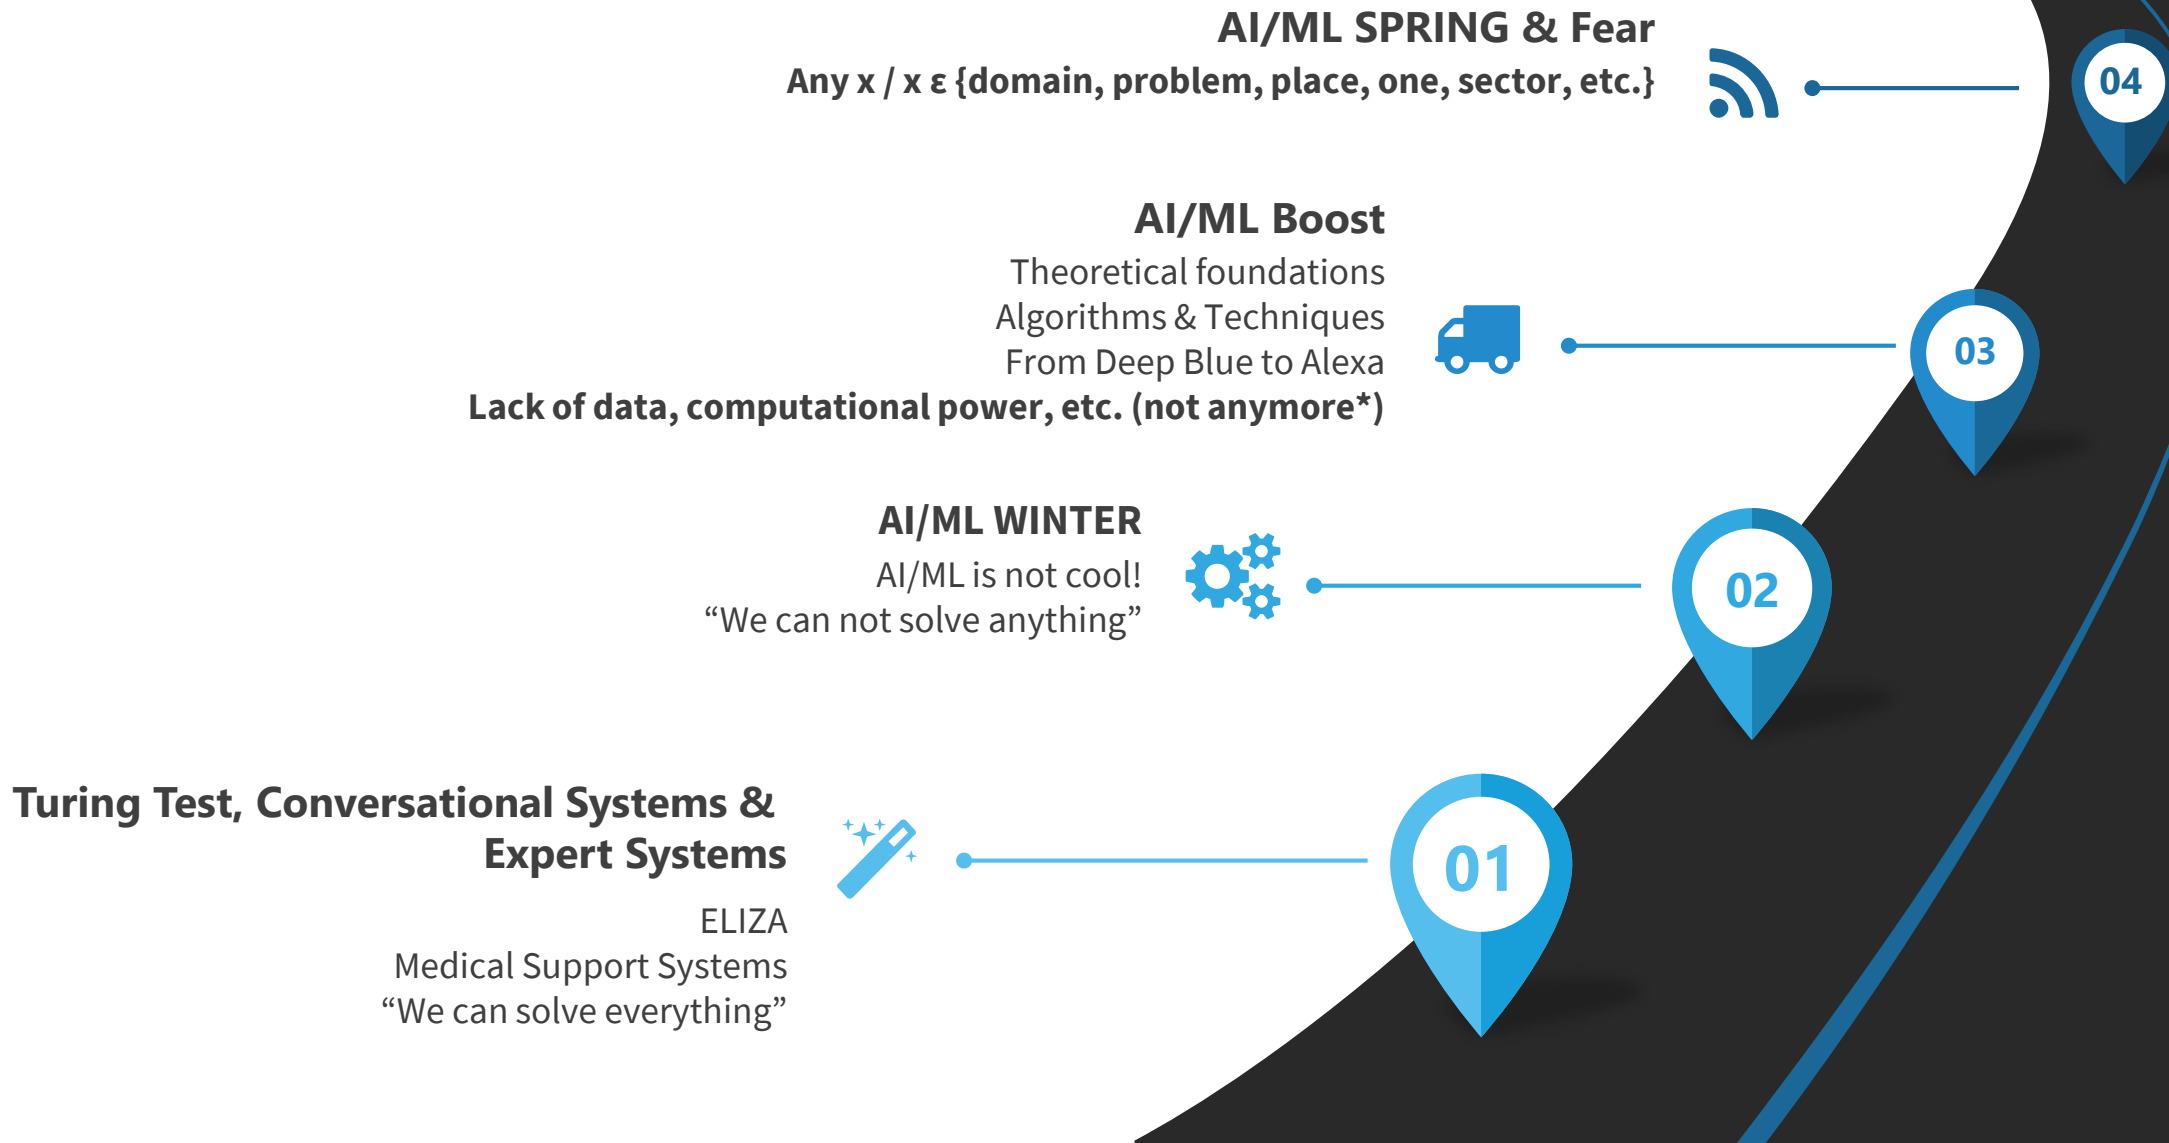 AI/ML SPRING & Fear
Any x / x ε {domain, problem, place, one, sector, etc.}
04
AI/ML Boost
Theoretical foundations
Algorithms & Techniques
From Deep Blue to Alexa
Lack of data, computational power, etc. (not anymore*)
03
AI/ML WINTER
AI/ML is not cool!
“We can not solve anything”
02
Turing Test, Conversational Systems &
Expert Systems
ELIZA
Medical Support Systems
“We can solve everything”
01